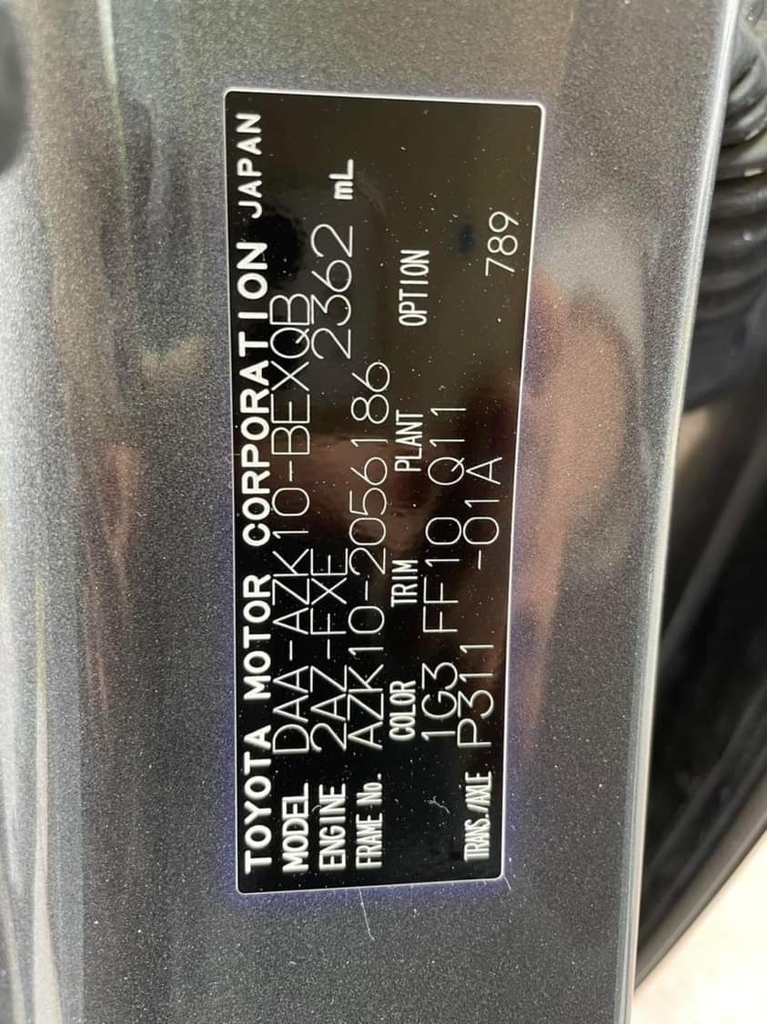 TOYOTA MOTOR CORPORATION JAPAN
MODEL DAA-AZK10-BEXQB
ENGINE 2AZ-FXE 2362 mL
FRAME No. AZK10-2056186
COLOR TRIM PLANT OPTION
1G3 FF10 Q11
TRANS./AXLE P311 -01A 789